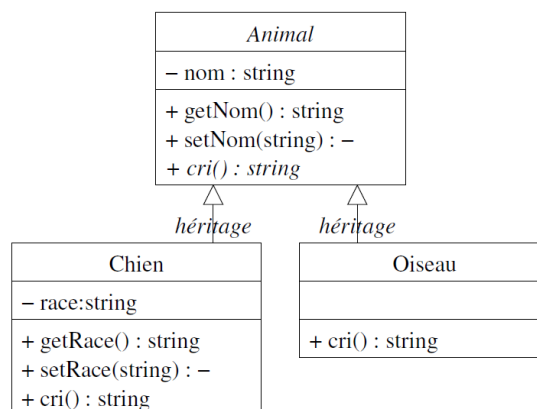 Animal
− nom : string
+ getNom() : string
+ setNom(string) : −
+ cri() : string
héritage
héritage
Chien
− race:string
+ getRace() : string
+ setRace(string) : −
+ cri() : string
Oiseau
+ cri() : string